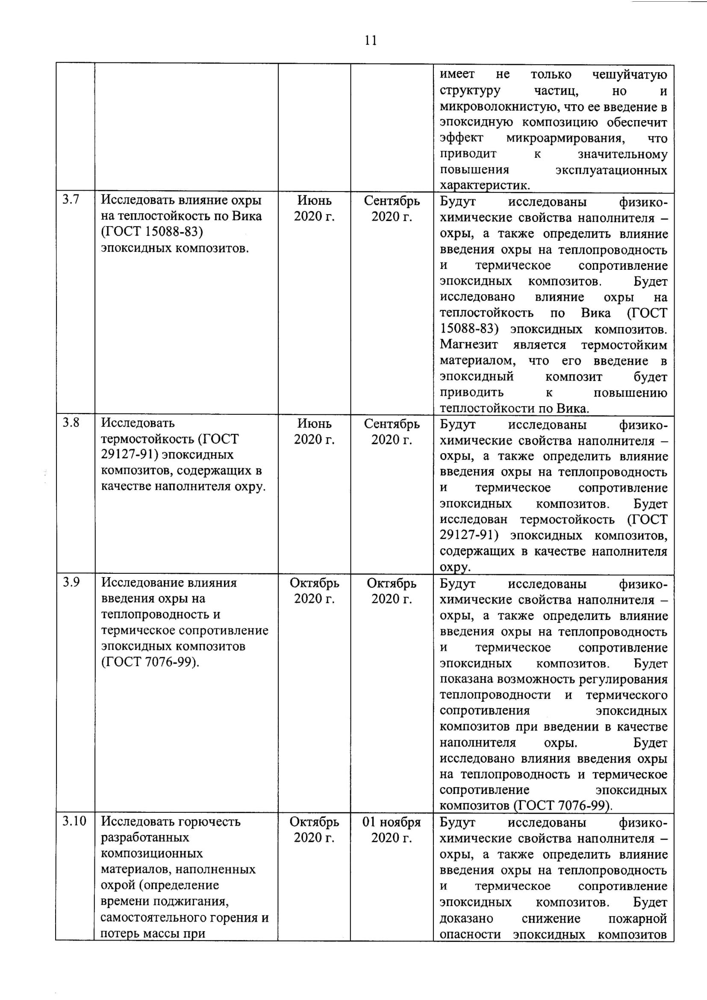 11
имеет не только чешуйчатую
структуру частиц, но и
микроволокнистую, что ее введение в
эпоксидную композицию обеспечит
эффект микроармирования, что
приводит к значительному
повышения эксплуатационных
характеристик.
3.7
Исследовать влияние охры
на теплостойкость по Вика
(ГОСТ 15088-83)
эпоксидных композитов.
Июнь
2020 г.
Сентябрь
2020 г.
Будут исследованы физико-
химические свойства наполнителя –
охры, а также определить влияние
введения охры на теплопроводность
и термическое сопротивление
эпоксидных композитов. Будет
исследовано влияние охры на
теплостойкость по Вика (ГОСТ
15088-83) эпоксидных композитов.
Магнезит является термостойким
материалом, что его введение в
эпоксидный композит будет
приводить к повышению
теплостойкости по Вика.
3.8
Исследовать
термостойкость (ГОСТ
29127-91) эпоксидных
композитов, содержащих в
качестве наполнителя охру.
Июнь
2020 г.
Сентябрь
2020 г.
Будут исследованы физико-
химические свойства наполнителя –
охры, а также определить влияние
введения охры на теплопроводность
и термическое сопротивление
эпоксидных композитов. Будет
исследован термостойкость (ГОСТ
29127-91) эпоксидных композитов,
содержащих в качестве наполнителя
охру.
3.9
Исследование влияния
введения охры на
теплопроводность и
термическое сопротивление
эпоксидных композитов
(ГОСТ 7076-99).
Октябрь
2020 г.
Октябрь
2020 г.
Будут исследованы физико-
химические свойства наполнителя –
охры, а также определить влияние
введения охры на теплопроводность
и термическое сопротивление
эпоксидных композитов. Будет
показана возможность регулирования
теплопроводности и термического
сопротивления эпоксидных
композитов при введении в качестве
наполнителя охры. Будет
исследовано влияния введения охры
на теплопроводность и термическое
сопротивление эпоксидных
композитов (ГОСТ 7076-99).
3.10
Исследовать горючесть
разработанных
композиционных
материалов, наполненных
охрой (определение
времени поджигания,
самостоятельного горения и
потерь массы при
Октябрь
2020 г.
01 ноября
2020 г.
Будут исследованы физико-
химические свойства наполнителя –
охры, а также определить влияние
введения охры на теплопроводность
и термическое сопротивление
эпоксидных композитов. Будет
доказано снижение пожарной
опасности эпоксидных композитов